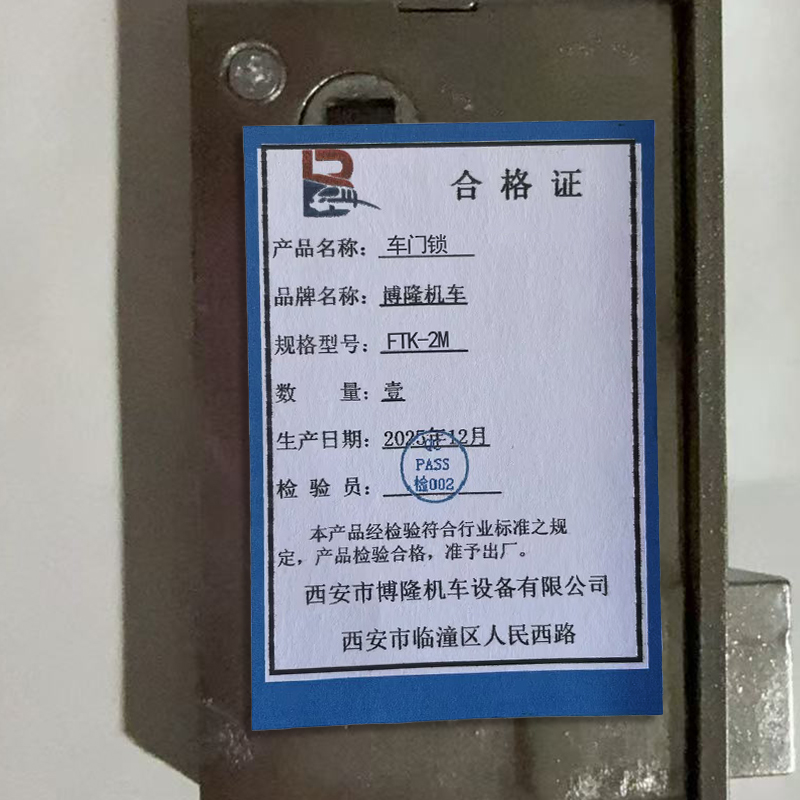 合格证
产品名称：车门锁
品牌名称：博隆机车
规格型号：FTK-2M
数 量：壹
生产日期：2025年12月
QC
PASS
检002
检 验 员：
本产品经检验符合行业标准之规
定，产品检验合格，准予出厂。
西安市博隆机车设备有限公司
西安市临潼区人民西路